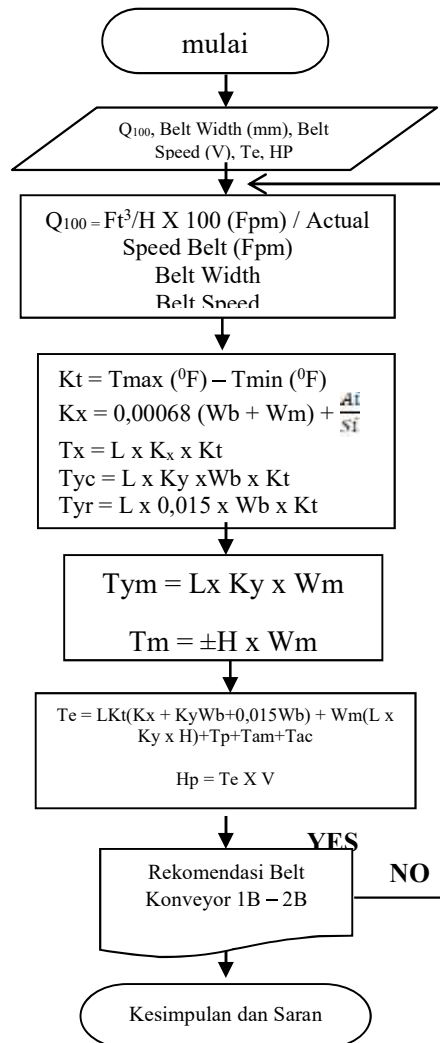 mulai
Q₁₀₀, Belt Width (mm), Belt
Speed (V), Te, HP
Q₁₀₀ = Ft³/H X 100 (Fpm) / Actual
Speed Belt (Fpm)
Belt Width
Belt Speed
Kt = Tmax (⁰F) – Tmin (⁰F)
Kx = 0,00068 (Wb + Wm) + Ai/Si
Tx = L x Kₓ x Kt
Tyc = L x Ky xWb x Kt
Tyr = L x 0,015 x Wb x Kt
Tym = Lx Ky x Wm
Tm = ±H x Wm
Te = LKt(Kx + KyWb+0,015Wb) + Wm(L x
Ky x H)+Tp+Tam+Tac
Hp = Te X V
YES
Rekomendasi Belt
Konveyor 1B – 2B
NO
Kesimpulan dan Saran